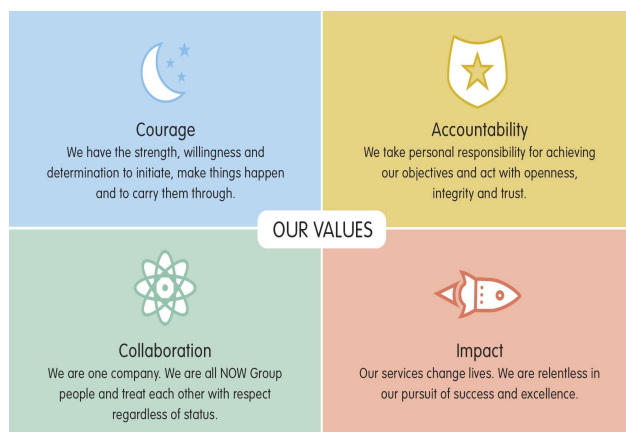 Courage
We have the strength, willingness and
determination to initiate, make things happen
and to carry them through.
Accountability
We take personal responsibility for achieving
our objectives and act with openness,
integrity and trust.
OUR VALUES
Collaboration
We are one company. We are all NOW Group
people and treat each other with respect
regardless of status.
Impact
Our services change lives. We are relentless in
our pursuit of success and excellence.